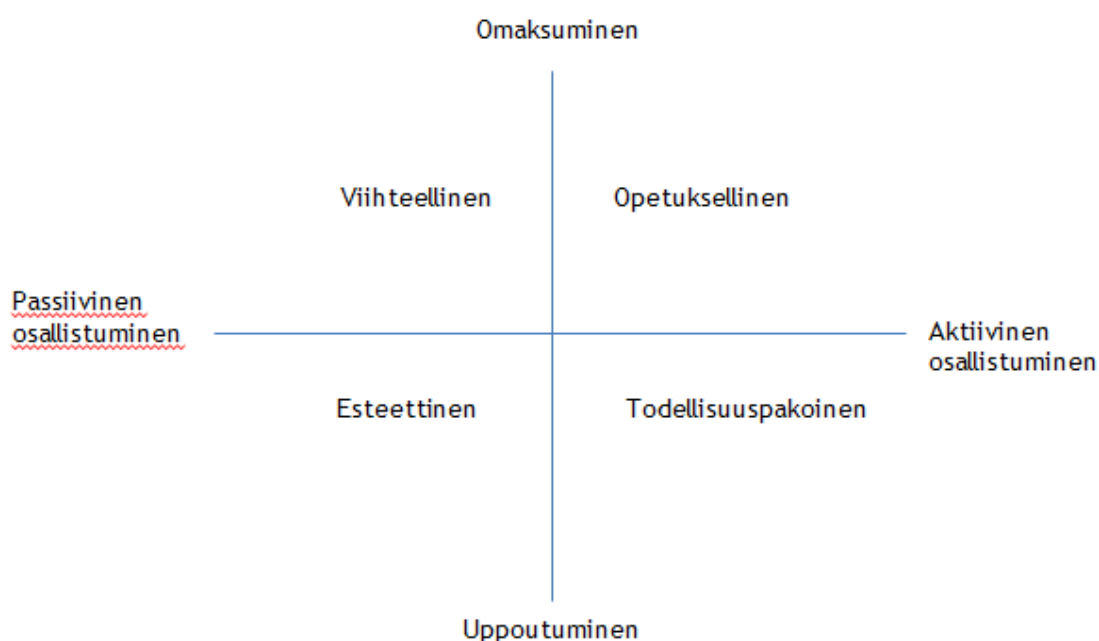 Omaksuminen
Viihteellinen
Opetuksellinen
Passiivinen
osallistuminen
Aktiivinen
osallistuminen
Esteettinen
Todellisuuspakoinen
Uppoutuminen